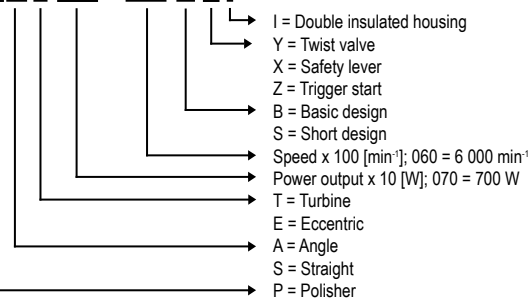 I = Double insulated housing
Y = Twist valve
X = Safety lever
Z = Trigger start
B = Basic design
S = Short design
Speed x 100 [min⁻¹]; 060 = 6 000 min⁻¹
Power output x 10 [W]; 070 = 700 W
T = Turbine
E = Eccentric
A = Angle
S = Straight
P = Polisher